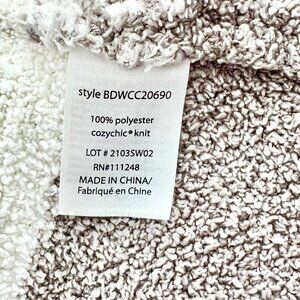 style BDWCC20690
100% polyester
cozychic® knit
LOT # 2103SW02
RN#111248
MADE IN CHINA/
Fabriqué en Chine